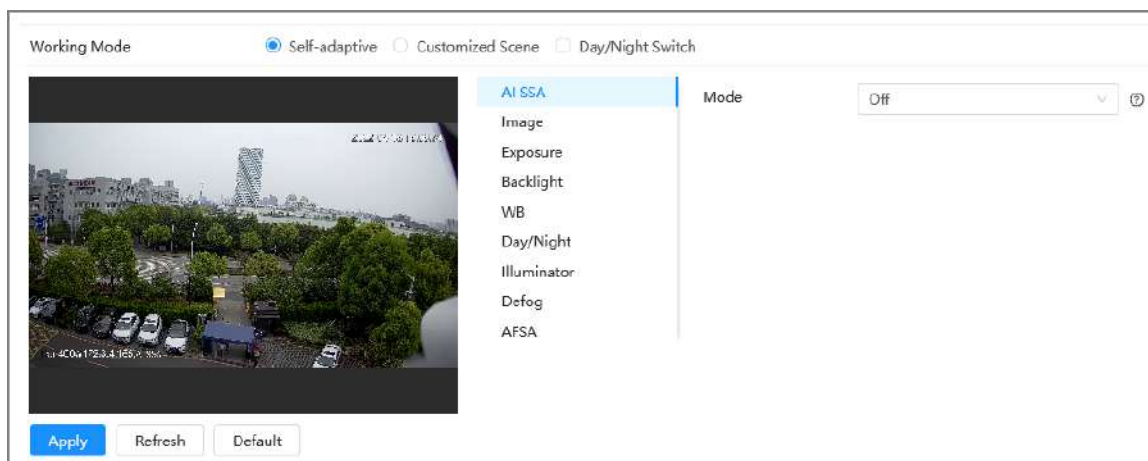 Working Mode
Self-adaptive
Customized Scene
Day/Night Switch
AI SSA
Image
Exposure
Backlight
WB
Day/Night
Illuminator
Defog
AFSA
Mode
Off
Apply
Refresh
Default